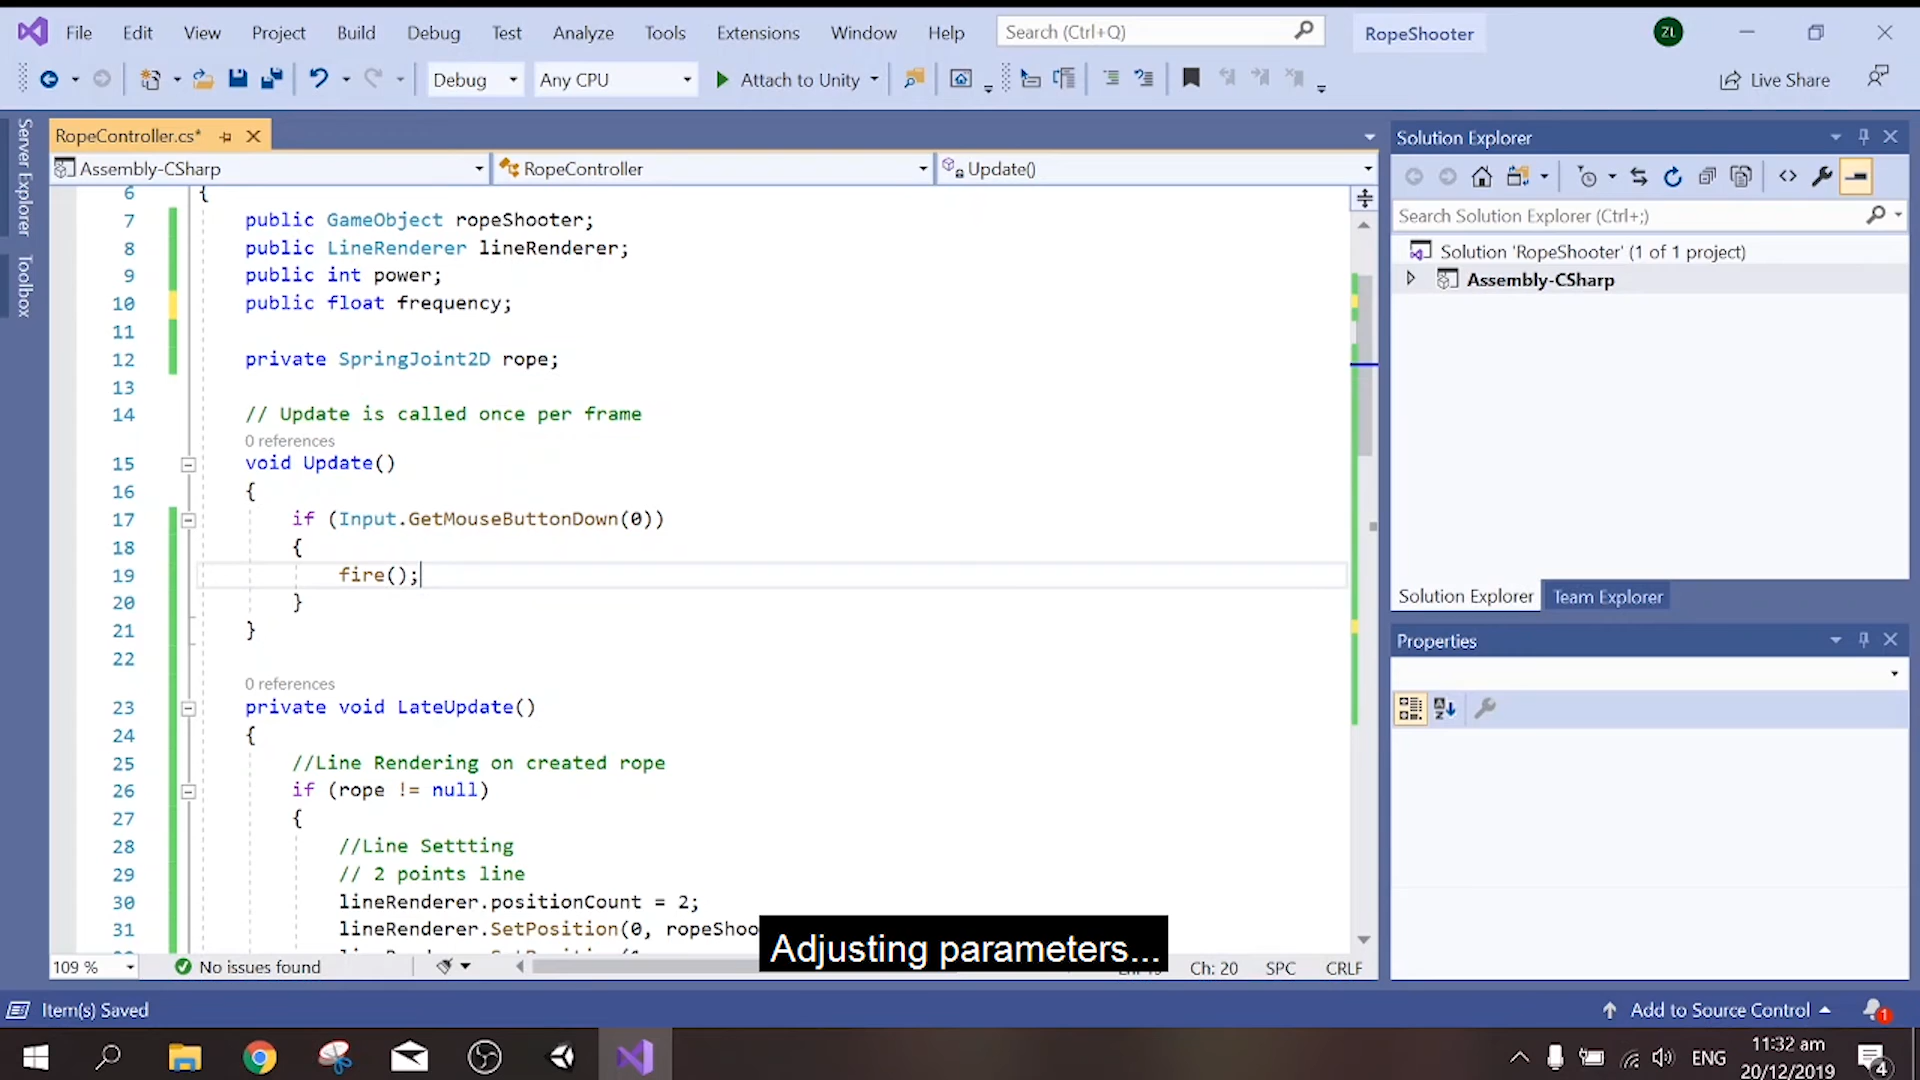 File Edit View Project Build Debug Test Analyze Tools Extensions Window Help Search (Ctrl+Q) RopeShooter ZL
Debug Any CPU Attach to Unity Live Share
Server Explorer
Toolbox
RopeController.cs*
Assembly-CSharp RopeController Update()
6 {
7 public GameObject ropeShooter;
8 public LineRenderer lineRenderer;
9 public int power;
10 public float frequency;
11
12 private SpringJoint2D rope;
13
14 // Update is called once per frame
0 references
15 void Update()
16 {
17 if (Input.GetMouseButtonDown(0))
18 {
19 fire();
20 }
21 }
22
0 references
23 private void LateUpdate()
24 {
25 //Line Rendering on created rope
26 if (rope != null)
27 {
28 //Line Settting
29 // 2 points line
30 lineRenderer.positionCount = 2;
31 lineRenderer.SetPosition(0, ropeShoo
Adjusting parameters...
109 % No issues found Ch: 20 SPC CRLF
Solution Explorer
Search Solution Explorer (Ctrl+;)
Solution 'RopeShooter' (1 of 1 project)
Assembly-CSharp
Solution Explorer Team Explorer
Properties
Item(s) Saved Add to Source Control 1
ENG 11:32 am
20/12/2019 4